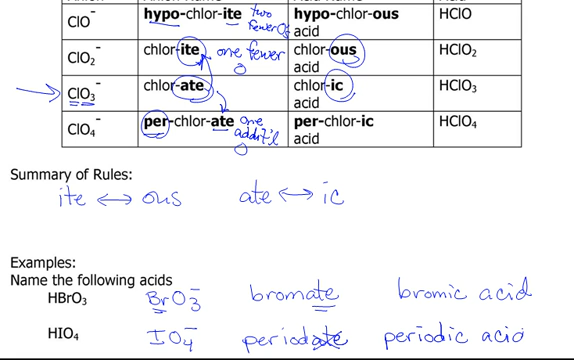 ClO⁻ hypo-chlor-ite two fewer O's hypo-chlor-ous acid HClO
ClO₂⁻ chlor-ite one fewer O chlor-ous acid HClO₂
ClO₃⁻ chlor-ate chlor-ic acid HClO₃
ClO₄⁻ per-chlor-ate one addit'l O per-chlor-ic acid HClO₄
Summary of Rules:
ite ↔ ous ate ↔ ic
Examples:
Name the following acids
HBrO₃ BrO₃⁻ bromate bromic acid
HIO₄ IO₄⁻ periodate periodic acid